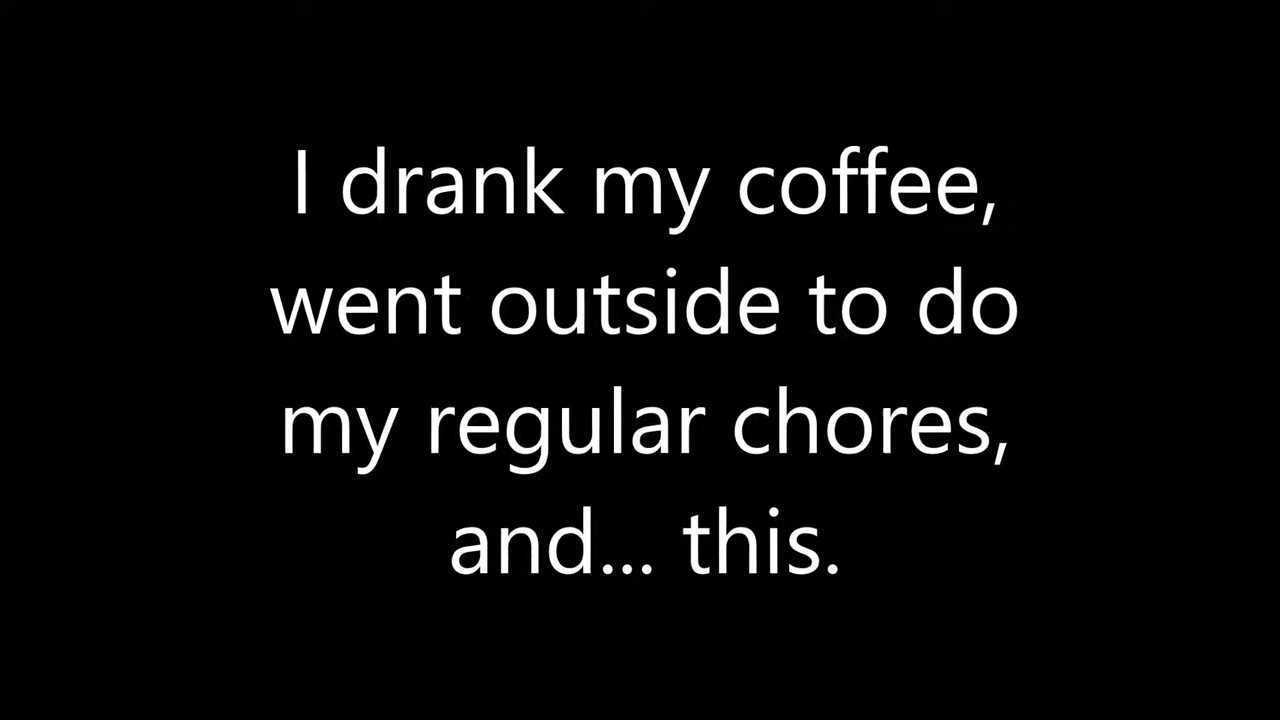 I drank my coffee,
went outside to do
my regular chores,
and... this.